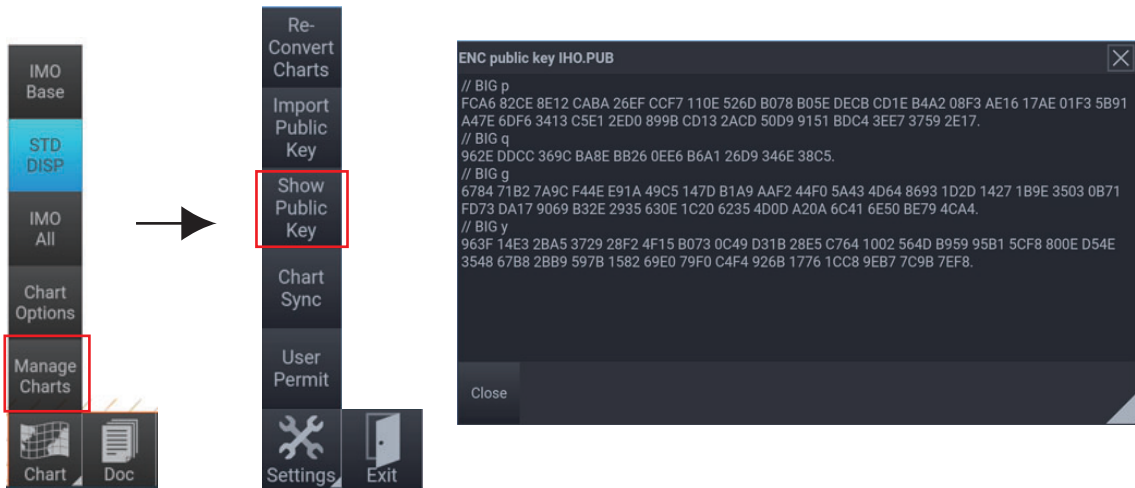 IMO
Base
STD
DISP
IMO
All
Chart
Options
Manage
Charts
Chart
Doc
Re-
Convert
Charts
Import
Public
Key
Show
Public
Key
Chart
Sync
User
Permit
Settings
Exit
ENC public key IHO.PUB
// BIG p
FCA6 82CE 8E12 CABA 26EF CCF7 110E 526D B078 B05E DECB CD1E B4A2 08F3 AE16 17AE 01F3 5B91
A47E 6DF6 3413 C5E1 2ED0 899B CD13 2ACD 50D9 9151 BDC4 3EE7 3759 2E17.
// BIG q
962E DDCC 369C BA8E BB26 0EE6 B6A1 26D9 346E 38C5.
// BIG g
6784 71B2 7A9C F44E E91A 49C5 147D B1A9 AAF2 44F0 5A43 4D64 8693 1D2D 1427 1B9E 3503 0B71
FD73 DA17 9069 B32E 2935 630E 1C20 6235 4D0D A20A 6C41 6E50 BE79 4CA4.
// BIG y
963F 14E3 2BA5 3729 28F2 4F15 B073 0C49 D31B 28E5 C764 1002 564D B959 95B1 5CF8 800E D54E
3548 67B8 2BB9 597B 1582 69E0 79F0 C4F4 926B 1776 1CC8 9EB7 7C9B 7EF8.
Close